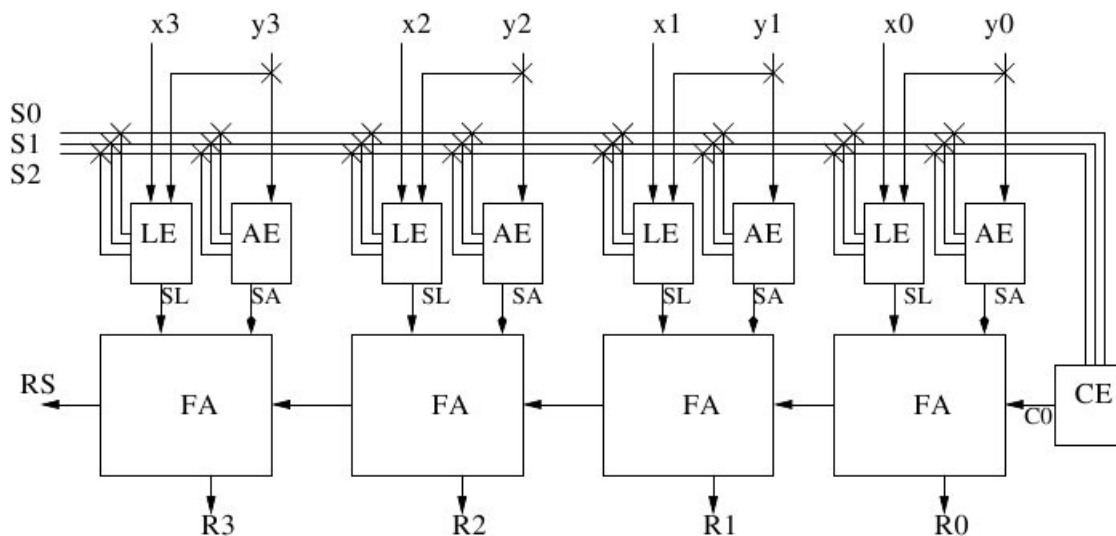 x3 y3 x2 y2 x1 y1 x0 y0
S0
S1
S2
LE AE LE AE LE AE LE AE
SL SA SL SA SL SA SL SA
RS FA FA FA FA C0 CE
R3 R2 R1 R0